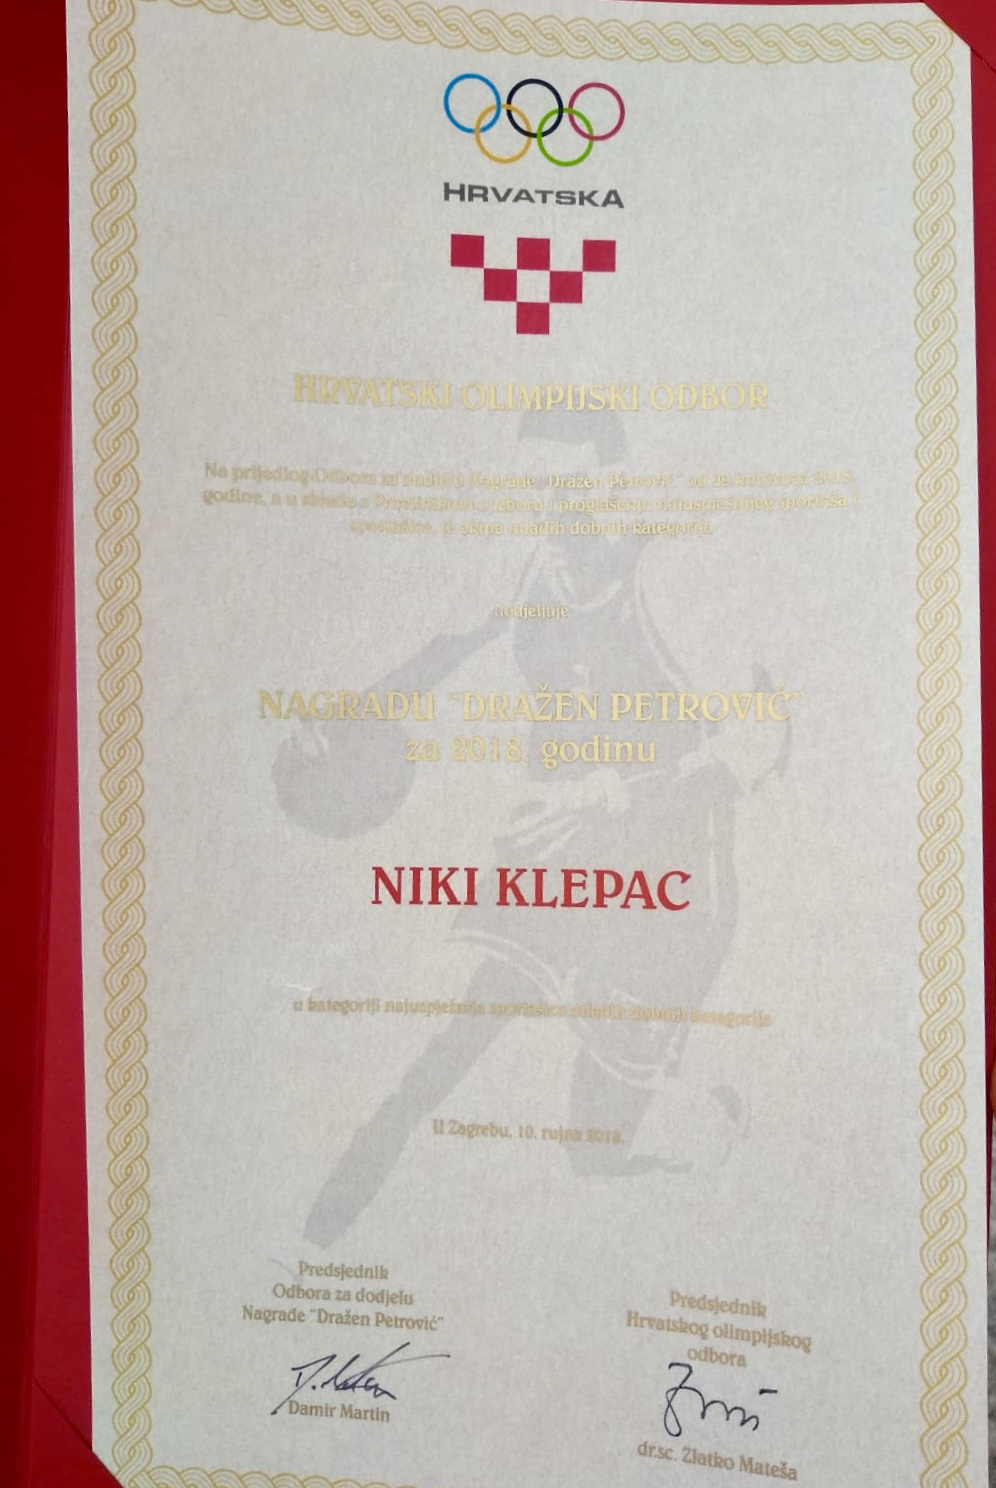 HRVATSKA
HRVATSKI OLIMPIJSKI ODBOR
Na prijedlog Odbora za dodjelu Nagrade "Dražen Petrović" od 29. kolovoza 2018.
godine, a u skladu s Pravilnikom o izboru i proglašenju najuspješnijeg sportaša i
sportašice, te ekipe mlađih dobnih kategorija
dodjeljuje
NAGRADU "DRAŽEN PETROVIĆ"
za 2018. godinu
NIKI KLEPAC
u kategoriji najuspješnija sportašica mlađih dobnih kategorija
U Zagrebu, 10. rujna 2018.
Predsjednik
Odbora za dodjelu
Nagrade "Dražen Petrović"
Damir Martin
Predsjednik
Hrvatskog olimpijskog
odbora
dr.sc. Zlatko Mateša